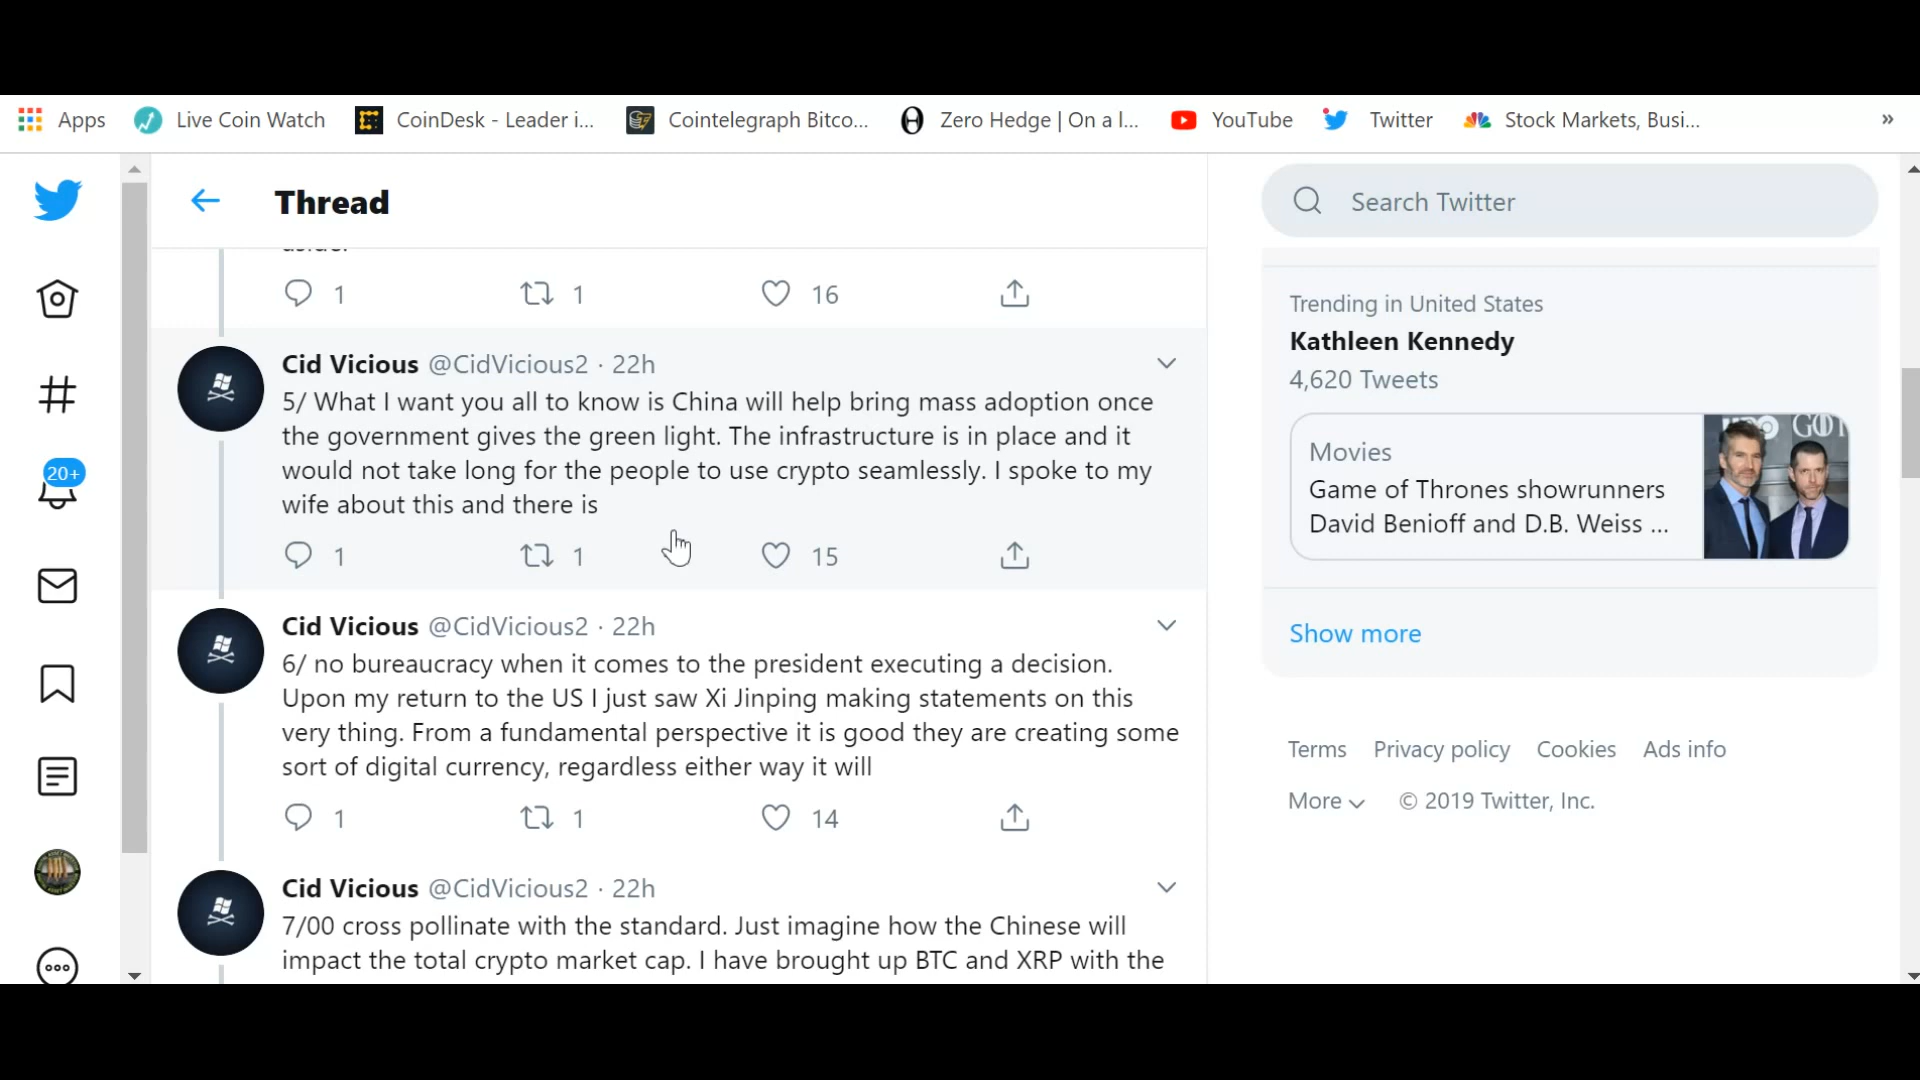 Apps
Live Coin Watch
CoinDesk - Leader i...
Cointelegraph Bitco...
Zero Hedge | On a l...
YouTube
Twitter
Stock Markets, Busi...
»
Thread
Search Twitter
1
1
16
Cid Vicious @CidVicious2 · 22h
5/ What I want you all to know is China will help bring mass adoption once
the government gives the green light. The infrastructure is in place and it
would not take long for the people to use crypto seamlessly. I spoke to my
wife about this and there is
1
1
15
Cid Vicious @CidVicious2 · 22h
6/ no bureaucracy when it comes to the president executing a decision.
Upon my return to the US I just saw Xi Jinping making statements on this
very thing. From a fundamental perspective it is good they are creating some
sort of digital currency, regardless either way it will
1
1
14
Cid Vicious @CidVicious2 · 22h
7/00 cross pollinate with the standard. Just imagine how the Chinese will
impact the total crypto market cap. I have brought up BTC and XRP with the
20+
Trending in United States
Kathleen Kennedy
4,620 Tweets
Movies
Game of Thrones showrunners
David Benioff and D.B. Weiss ...
Show more
Terms Privacy policy Cookies Ads info
More © 2019 Twitter, Inc.